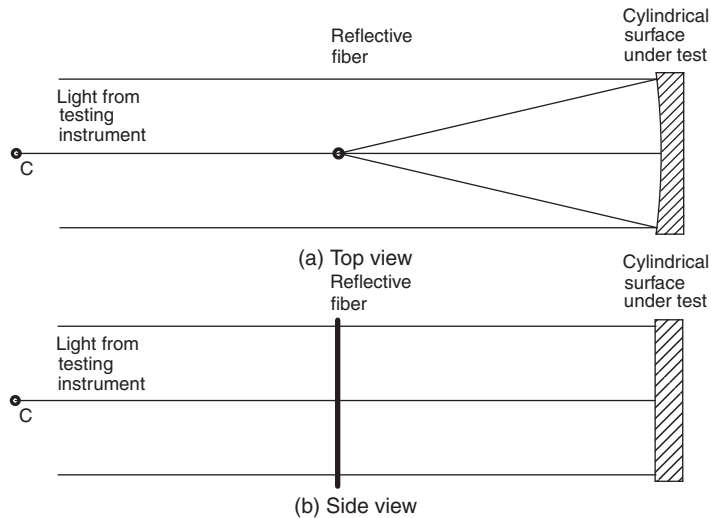 Reflective
fiber
Cylindrical
surface
under test
Light from
testing
instrument
C
(a) Top view
Reflective
fiber
Cylindrical
surface
under test
Light from
testing
instrument
C
(b) Side view